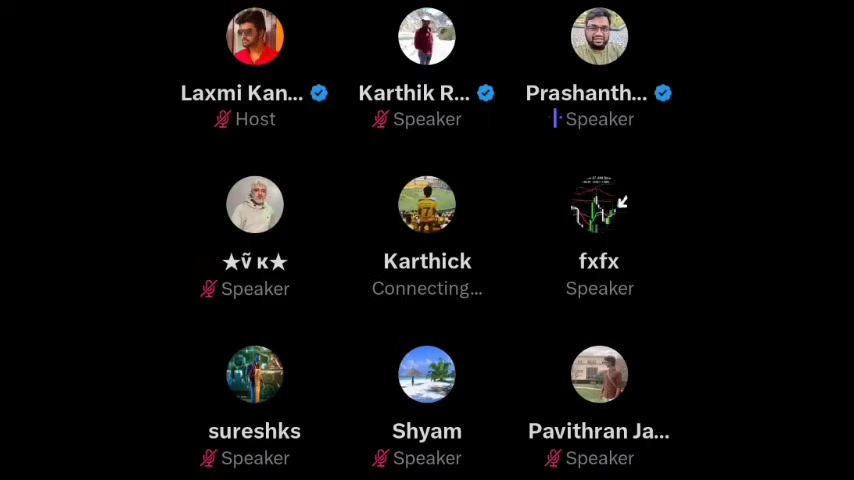 Laxmi Kan... Karthik R... Prashanth...
Host Speaker Speaker
★ṽ κ★ Karthick fxfx
Speaker Connecting... Speaker
sureshks Shyam Pavithran Ja...
Speaker Speaker Speaker